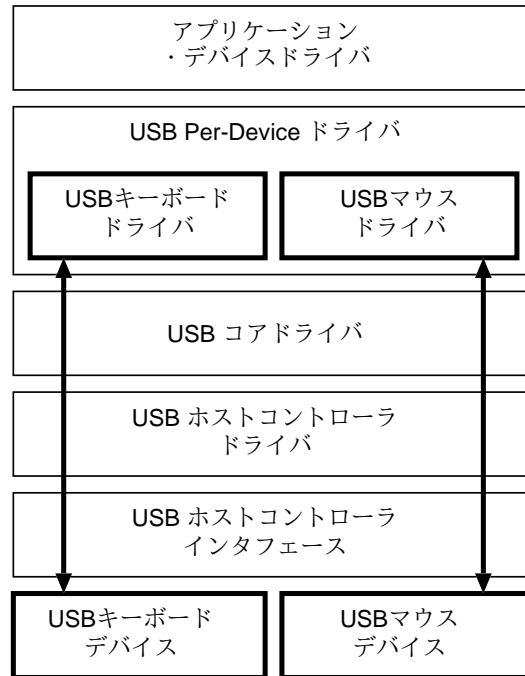 アプリケーション
・デバイスドライバ
USB Per-Device ドライバ
USBキーボード
ドライバ
USBマウス
ドライバ
USB コアドライバ
USB ホストコントローラ
ドライバ
USB ホストコントローラ
インタフェース
USBキーボード
デバイス
USBマウス
デバイス